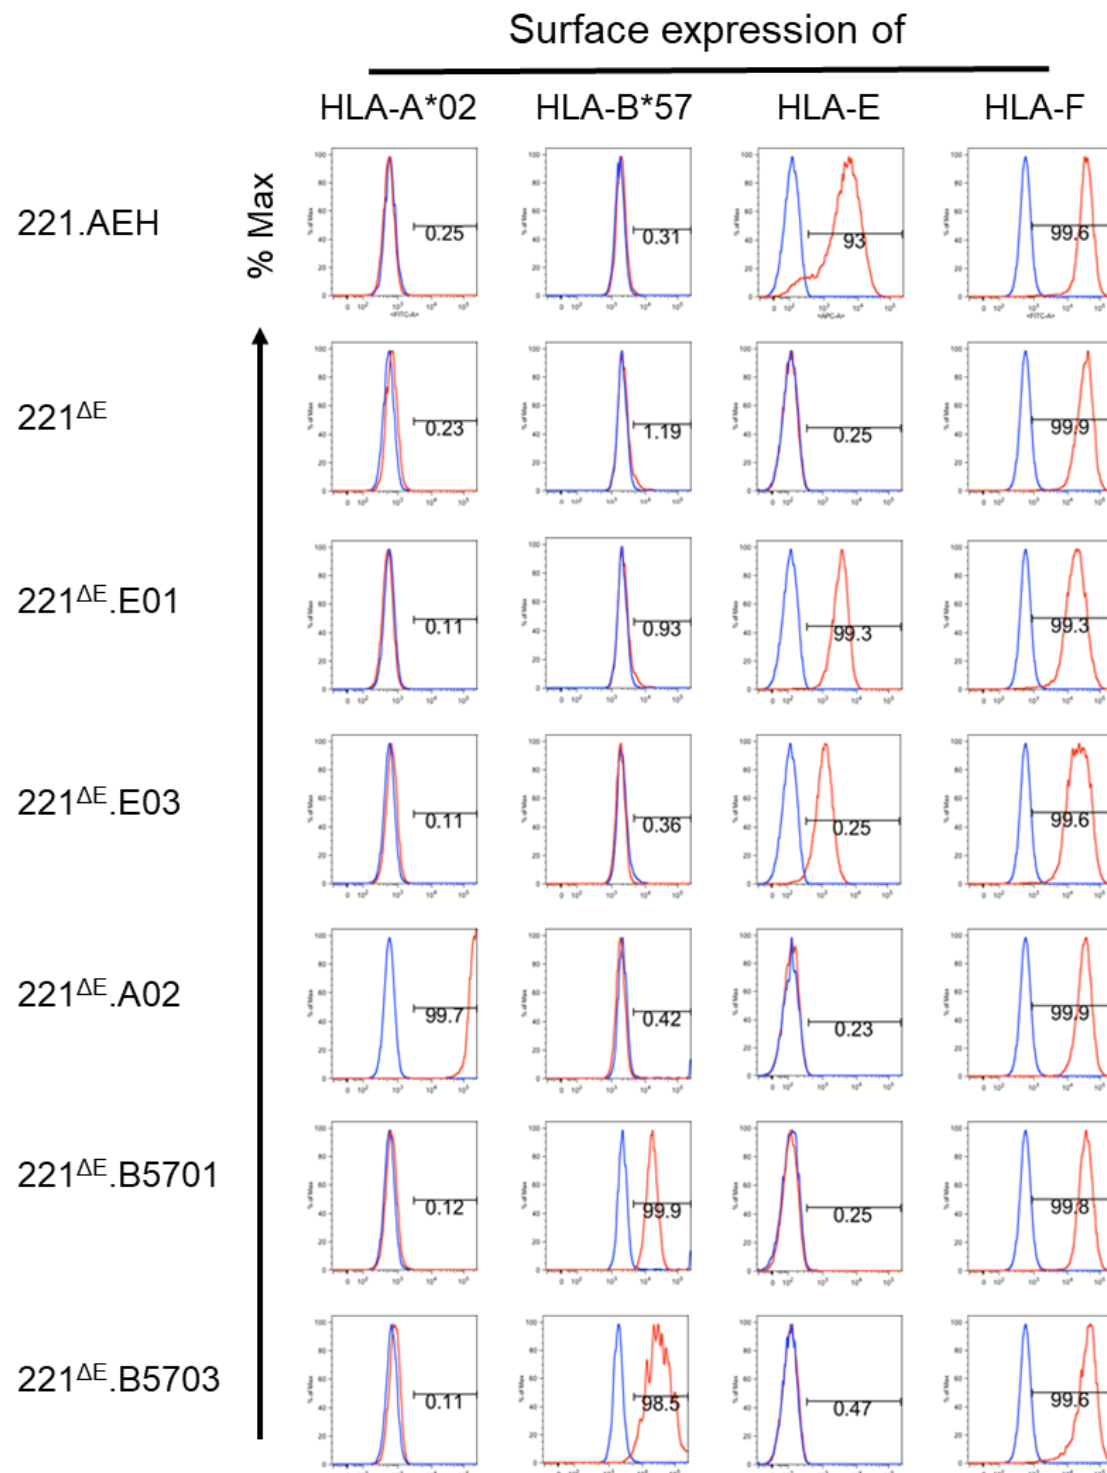 Surface expression of
HLA-A*02 HLA-B*57 HLA-E HLA-F
% Max
221.AEH 0.25 0.31 93 99.6
<FITC-A> <APC-A> <FITC-A>
221ΔE 0.23 1.19 0.25 99.9
221ΔE.E01 0.11 0.93 99.3 99.3
221ΔE.E03 0.11 0.36 0.25 99.6
221ΔE.A02 99.7 0.42 0.23 99.9
221ΔE.B5701 0.12 99.9 0.25 99.8
221ΔE.B5703 0.11 98.5 0.47 99.6